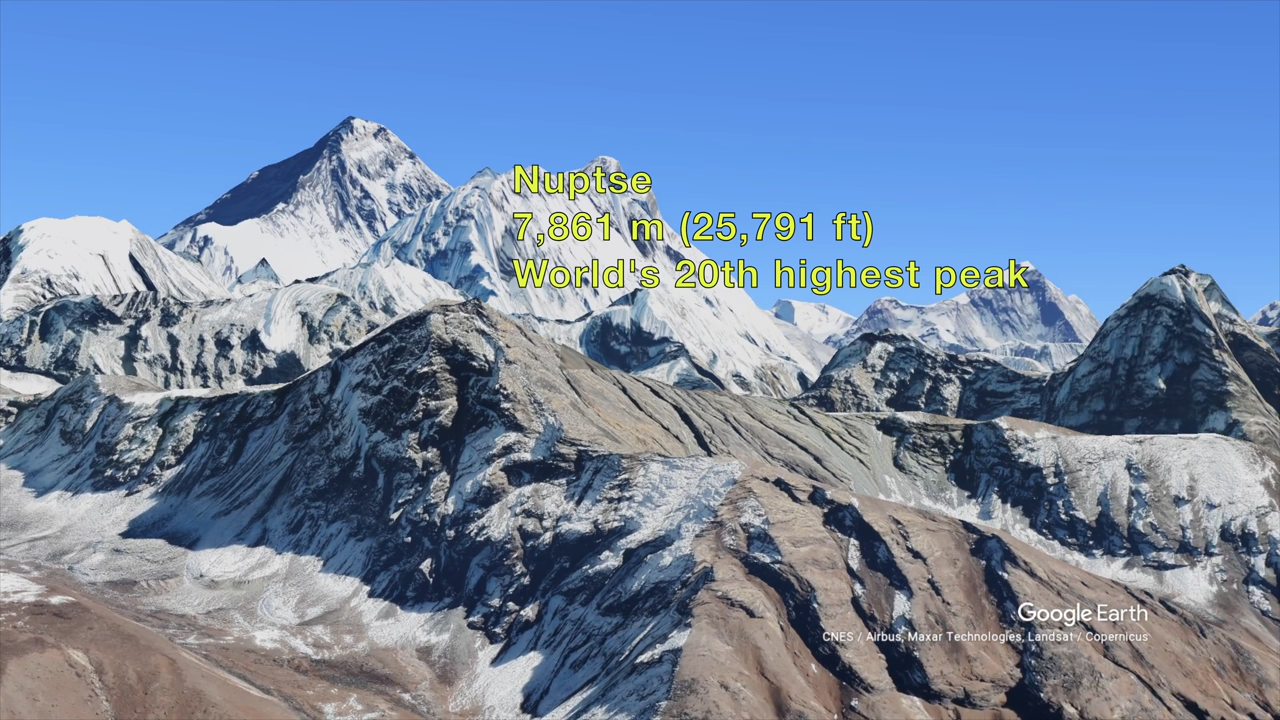 Nuptse
7,861 m (25,791 ft)
World's 20th highest peak
Google Earth
CNES / Airbus, Maxar Technologies, Landsat / Copernicus